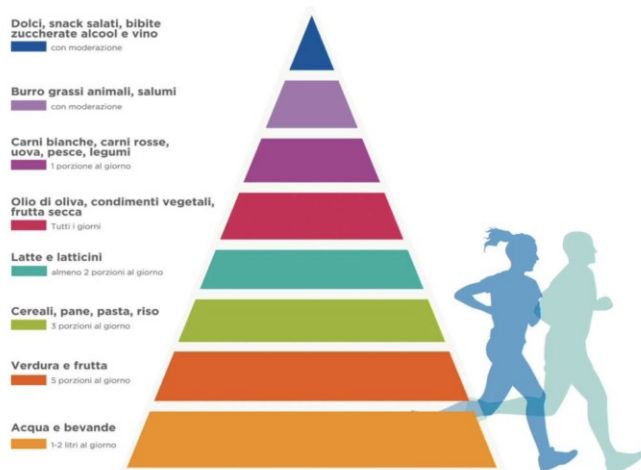 Dolci, snack salati, bibite
zuccherate alcool e vino
con moderazione
Burro grassi animali, salumi
con moderazione
Carni bianche, carni rosse,
uova, pesce, legumi
1 porzione al giorno
Olio di oliva, condimenti vegetali,
frutta secca
Tutti i giorni
Latte e latticini
almeno 2 porzioni al giorno
Cereali, pane, pasta, riso
3 porzioni al giorno
Verdura e frutta
5 porzioni al giorno
Acqua e bevande
1-2 litri al giorno